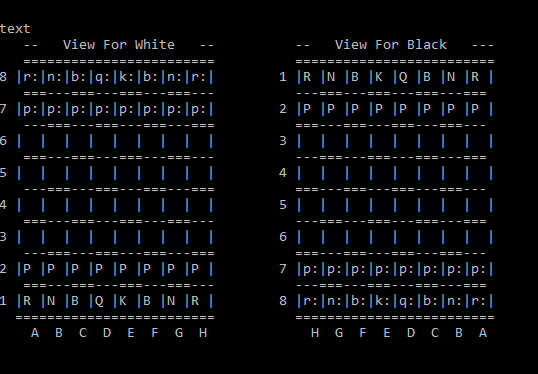 text
   --   View For White   --          --   View For Black   ---
   ========================          =========================
8 |r:|n:|b:|q:|k:|b:|n:|r:|        1 |R |N |B |K |Q |B |N |R |
   ---===---===---===---===          ---===---===---===---===
7 |p:|p:|p:|p:|p:|p:|p:|p:|        2 |P |P |P |P |P |P |P |P |
   ===---===---===---===---          ===---===---===---===---
6 |  |  |  |  |  |  |  |  |        3 |  |  |  |  |  |  |  |  |
   ---===---===---===---===          ---===---===---===---===
5 |  |  |  |  |  |  |  |  |        4 |  |  |  |  |  |  |  |  |
   ===---===---===---===---          ===---===---===---===---
4 |  |  |  |  |  |  |  |  |        5 |  |  |  |  |  |  |  |  |
   ---===---===---===---===          ---===---===---===---===
3 |  |  |  |  |  |  |  |  |        6 |  |  |  |  |  |  |  |  |
   ===---===---===---===---          ===---===---===---===---
2 |P |P |P |P |P |P |P |P |        7 |p:|p:|p:|p:|p:|p:|p:|p:|
   ---===---===---===---===          ---===---===---===---===
1 |R |N |B |Q |K |B |N |R |        8 |r:|n:|b:|k:|q:|b:|n:|r:|
   ========================          =========================
    A  B  C  D  E  F  G  H             H  G  F  E  D  C  B  A